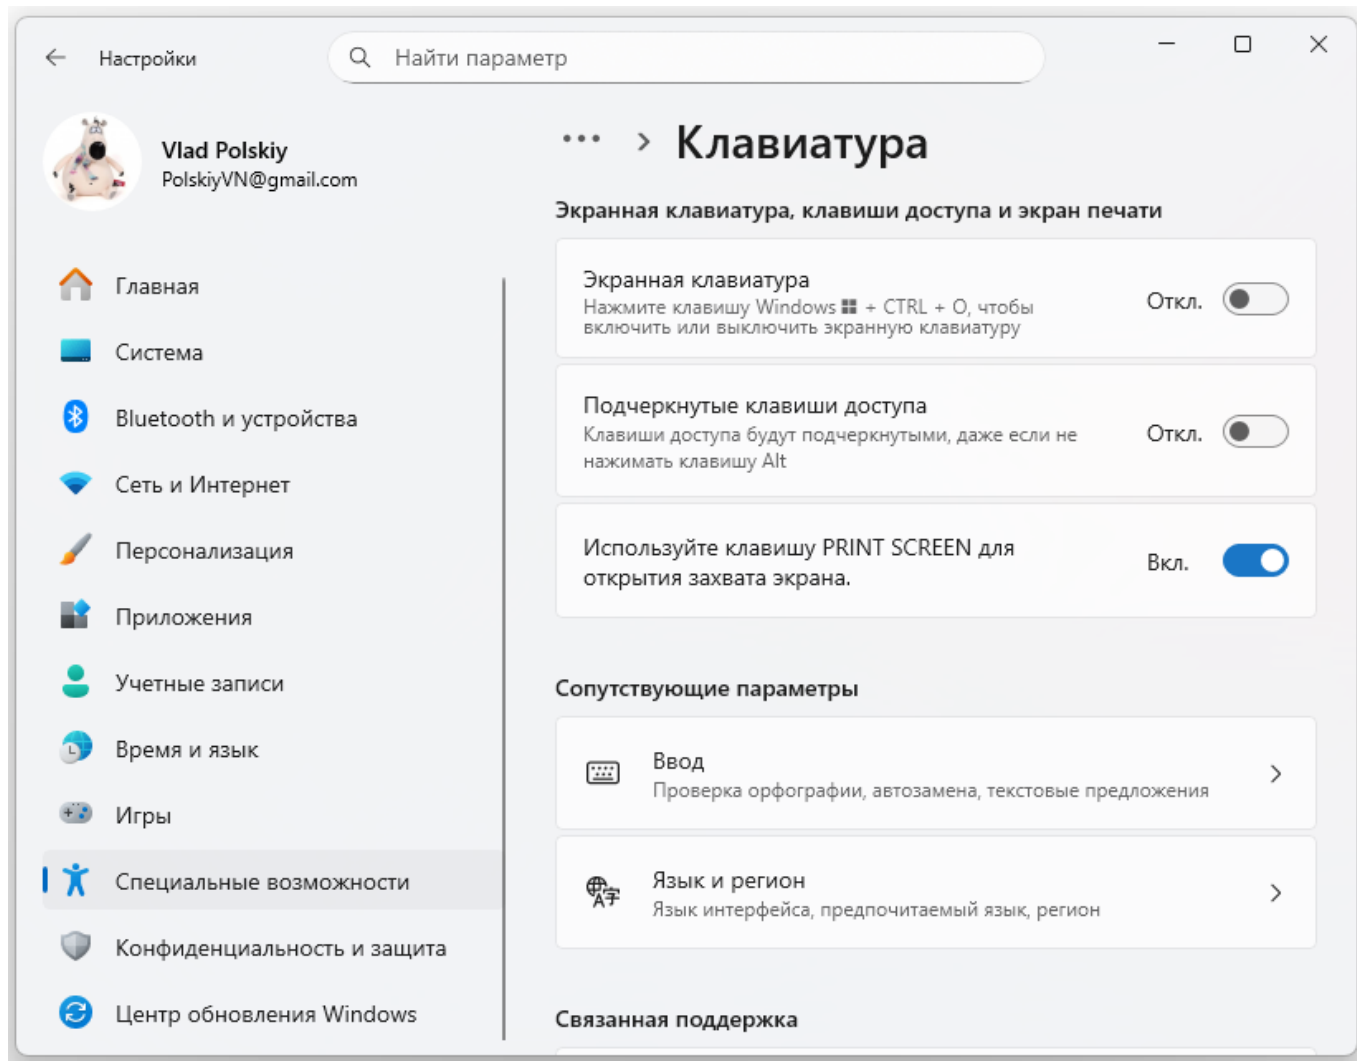 Настройки
Найти параметр
Vlad Polskiy
PolskiyVN@gmail.com
Главная
Система
Bluetooth и устройства
Сеть и Интернет
Персонализация
Приложения
Учетные записи
Время и язык
Игры
Специальные возможности
Конфиденциальность и защита
Центр обновления Windows
... > Клавиатура
Экранная клавиатура, клавиши доступа и экран печати
Экранная клавиатура
Нажмите клавишу Windows + CTRL + O, чтобы
включить или выключить экранную клавиатуру
Откл.
Подчеркнутые клавиши доступа
Клавиши доступа будут подчеркнутыми, даже если не
нажимать клавишу Alt
Откл.
Используйте клавишу PRINT SCREEN для
открытия захвата экрана.
Вкл.
Сопутствующие параметры
Ввод
Проверка орфографии, автозамена, текстовые предложения
Язык и регион
Язык интерфейса, предпочитаемый язык, регион
Связанная поддержка